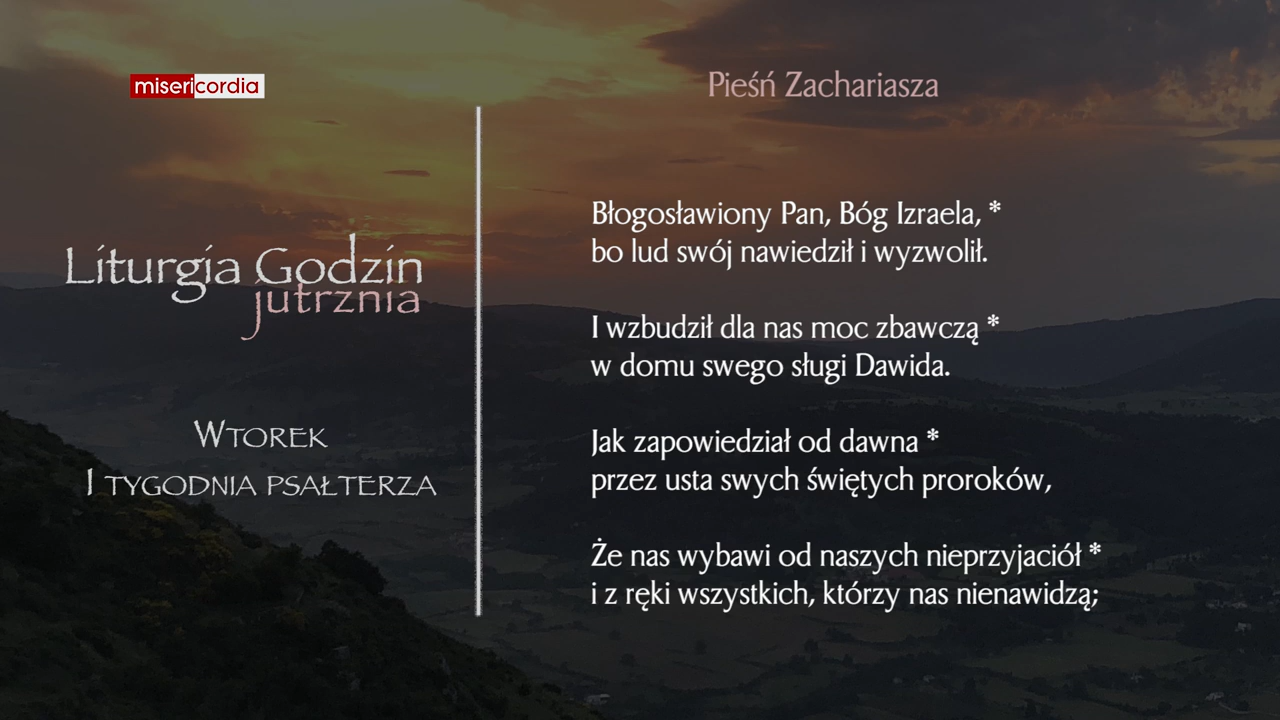 misericordia
Liturgia Godzin
jutrznia
Wtorek
I tygodnia psałterza
Pieśń Zachariasza
Błogosławiony Pan, Bóg Izraela, *
bo lud swój nawiedził i wyzwolił.
I wzbudził dla nas moc zbawczą *
w domu swego sługi Dawida.
Jak zapowiedział od dawna *
przez usta swych świętych proroków,
Że nas wybawi od naszych nieprzyjaciół *
i z ręki wszystkich, którzy nas nienawidzą;